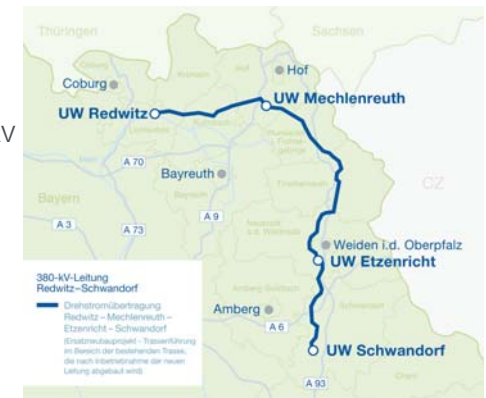 Thüringen
Sachsen
Coburg
Hof
UW Mechlenreuth
UW Redwitz
kV
A 70
Bayreuth
CZ
Bayern
A 9
A 3
A 73
Weiden i.d. Oberpfalz
UW Etzenricht
380-kV-Leitung
Redwitz–Schwandorf
Drehstromübertragung
Redwitz – Mechlenreuth –
Etzenricht – Schwandorf
(Ersatzneubauprojekt - Trassenführung
im Bereich der bestehenden Trasse,
die nach Inbetriebnahme der neuen
Leitung abgebaut wird)
Amberg
A 6
UW Schwandorf
A 93